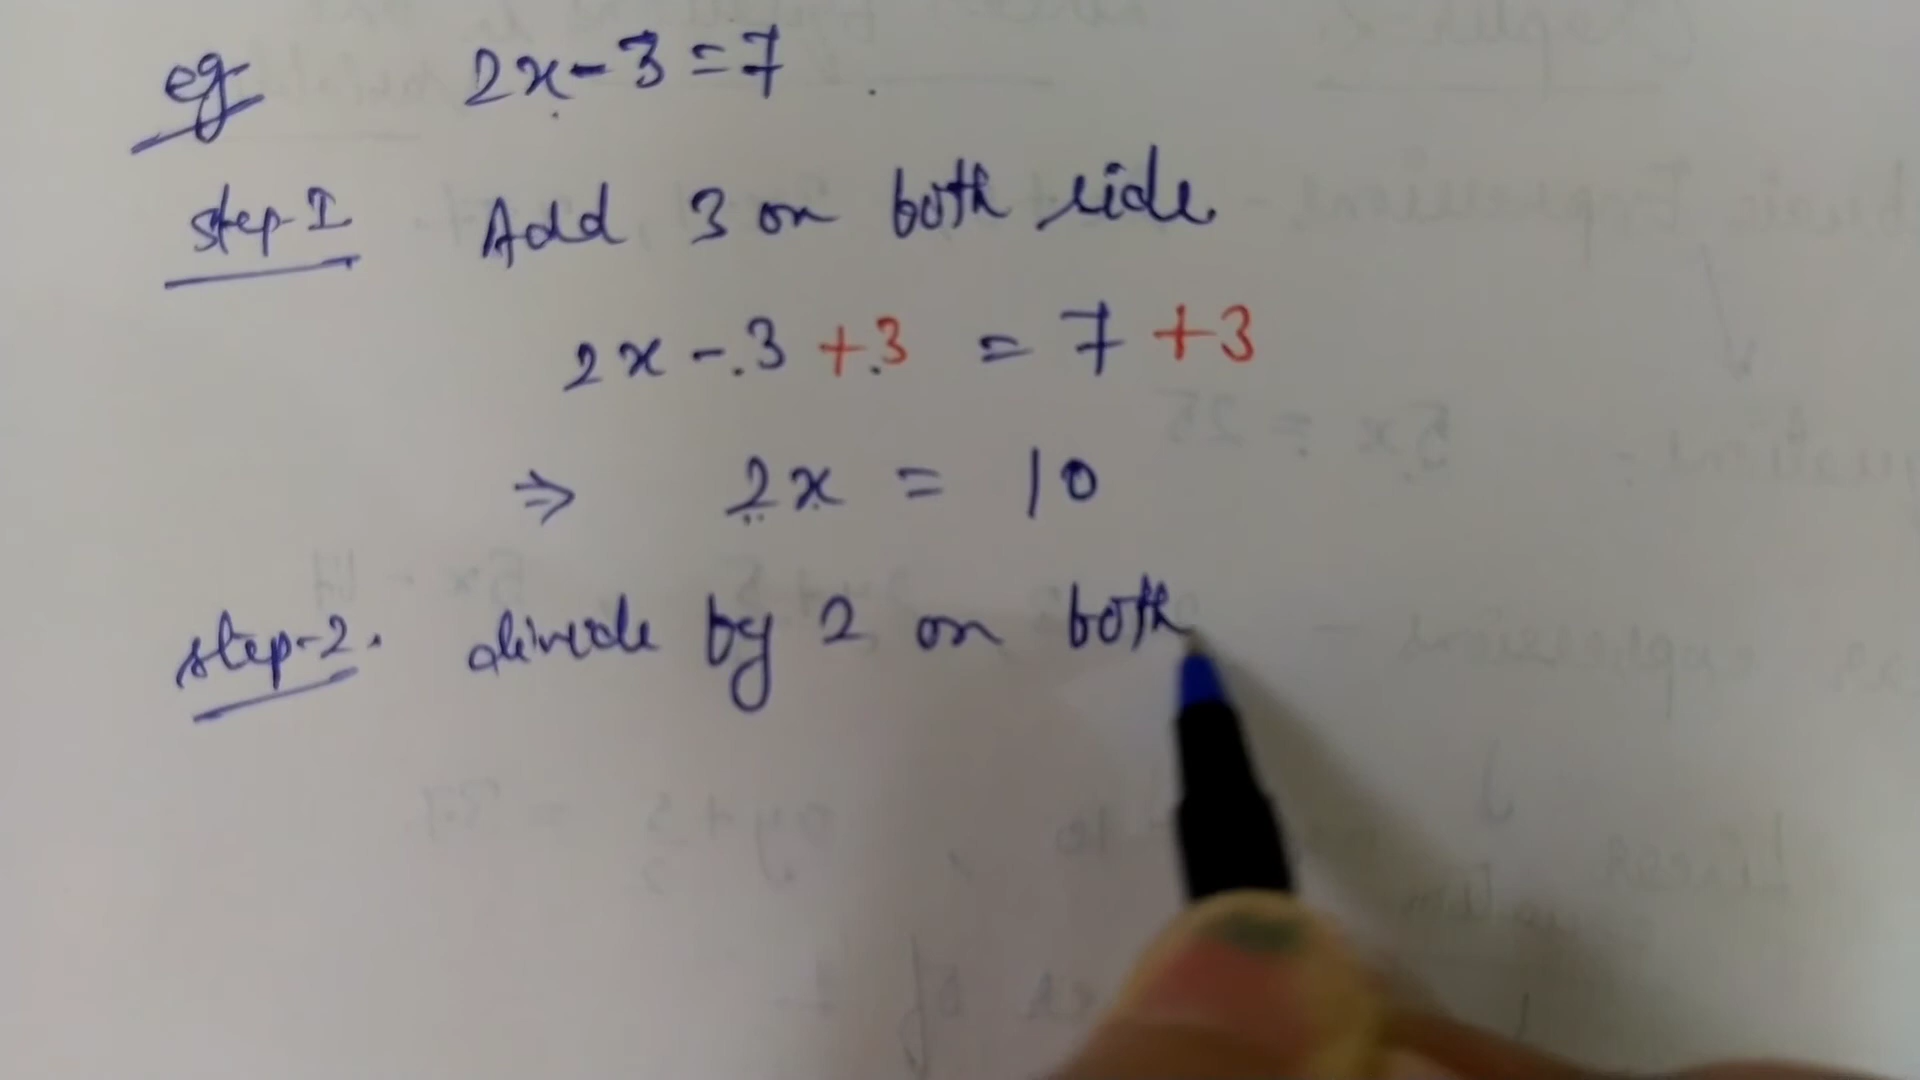 eg 2x - 3 = 7
step-I Add 3 on both side
2x - 3 + 3 = 7 + 3
⇒ 2x = 10
step-2. divide by 2 on both